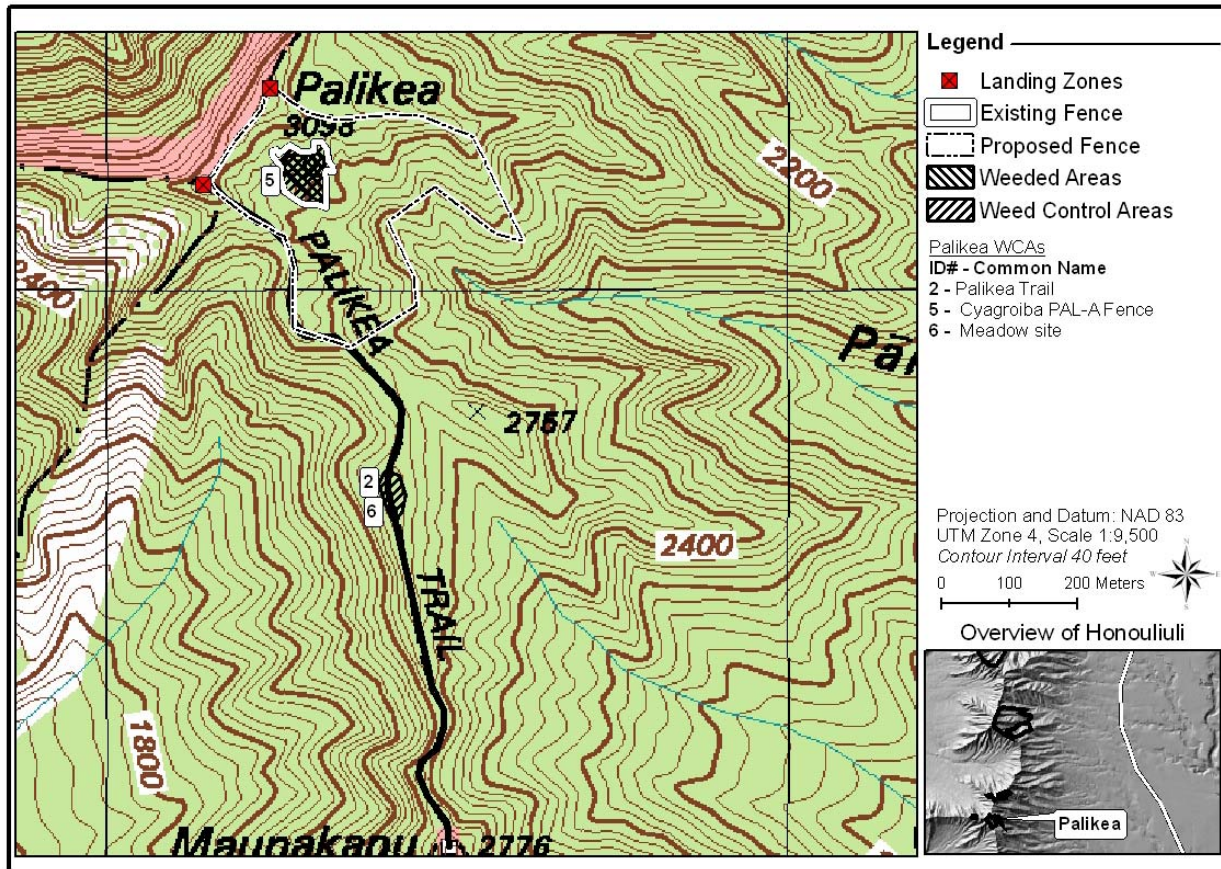 Palikea
3098
5
2200
PALIKEA
2400
2
6
2400
TRAIL
1800
Maunakapu 2776
Legend
Landing Zones
Existing Fence
Proposed Fence
Weeded Areas
Weed Control Areas
Palikea WCAs
ID# - Common Name
2 - Palikea Trail
5 - Cyagroiba PAL-A Fence
6 - Meadow site
Projection and Datum: NAD 83
UTM Zone 4, Scale 1:9,500
Contour Interval 40 feet
0 100 200 Meters
Overview of Honouliuli
Palikea